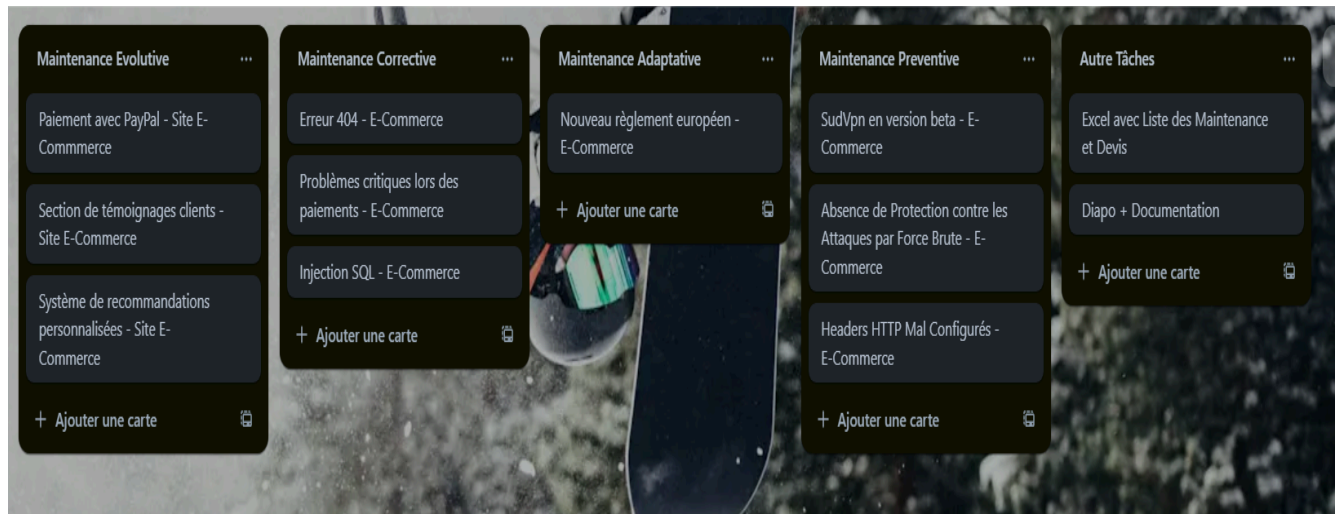 Maintenance Evolutive
Paiement avec PayPal - Site E-
Commmerce
Section de témoignages clients -
Site E-Commerce
Système de recommandations
personnalisées - Site E-
Commerce
+ Ajouter une carte
Maintenance Corrective
Erreur 404 - E-Commerce
Problèmes critiques lors des
paiements - E-Commerce
Injection SQL - E-Commerce
+ Ajouter une carte
Maintenance Adaptative
Nouveau règlement européen -
E-Commerce
+ Ajouter une carte
Maintenance Preventive
SudVpn en version beta - E-
Commerce
Absence de Protection contre les
Attaques par Force Brute - E-
Commerce
Headers HTTP Mal Configurés -
E-Commerce
+ Ajouter une carte
Autre Tâches
Excel avec Liste des Maintenance
et Devis
Diapo + Documentation
+ Ajouter une carte